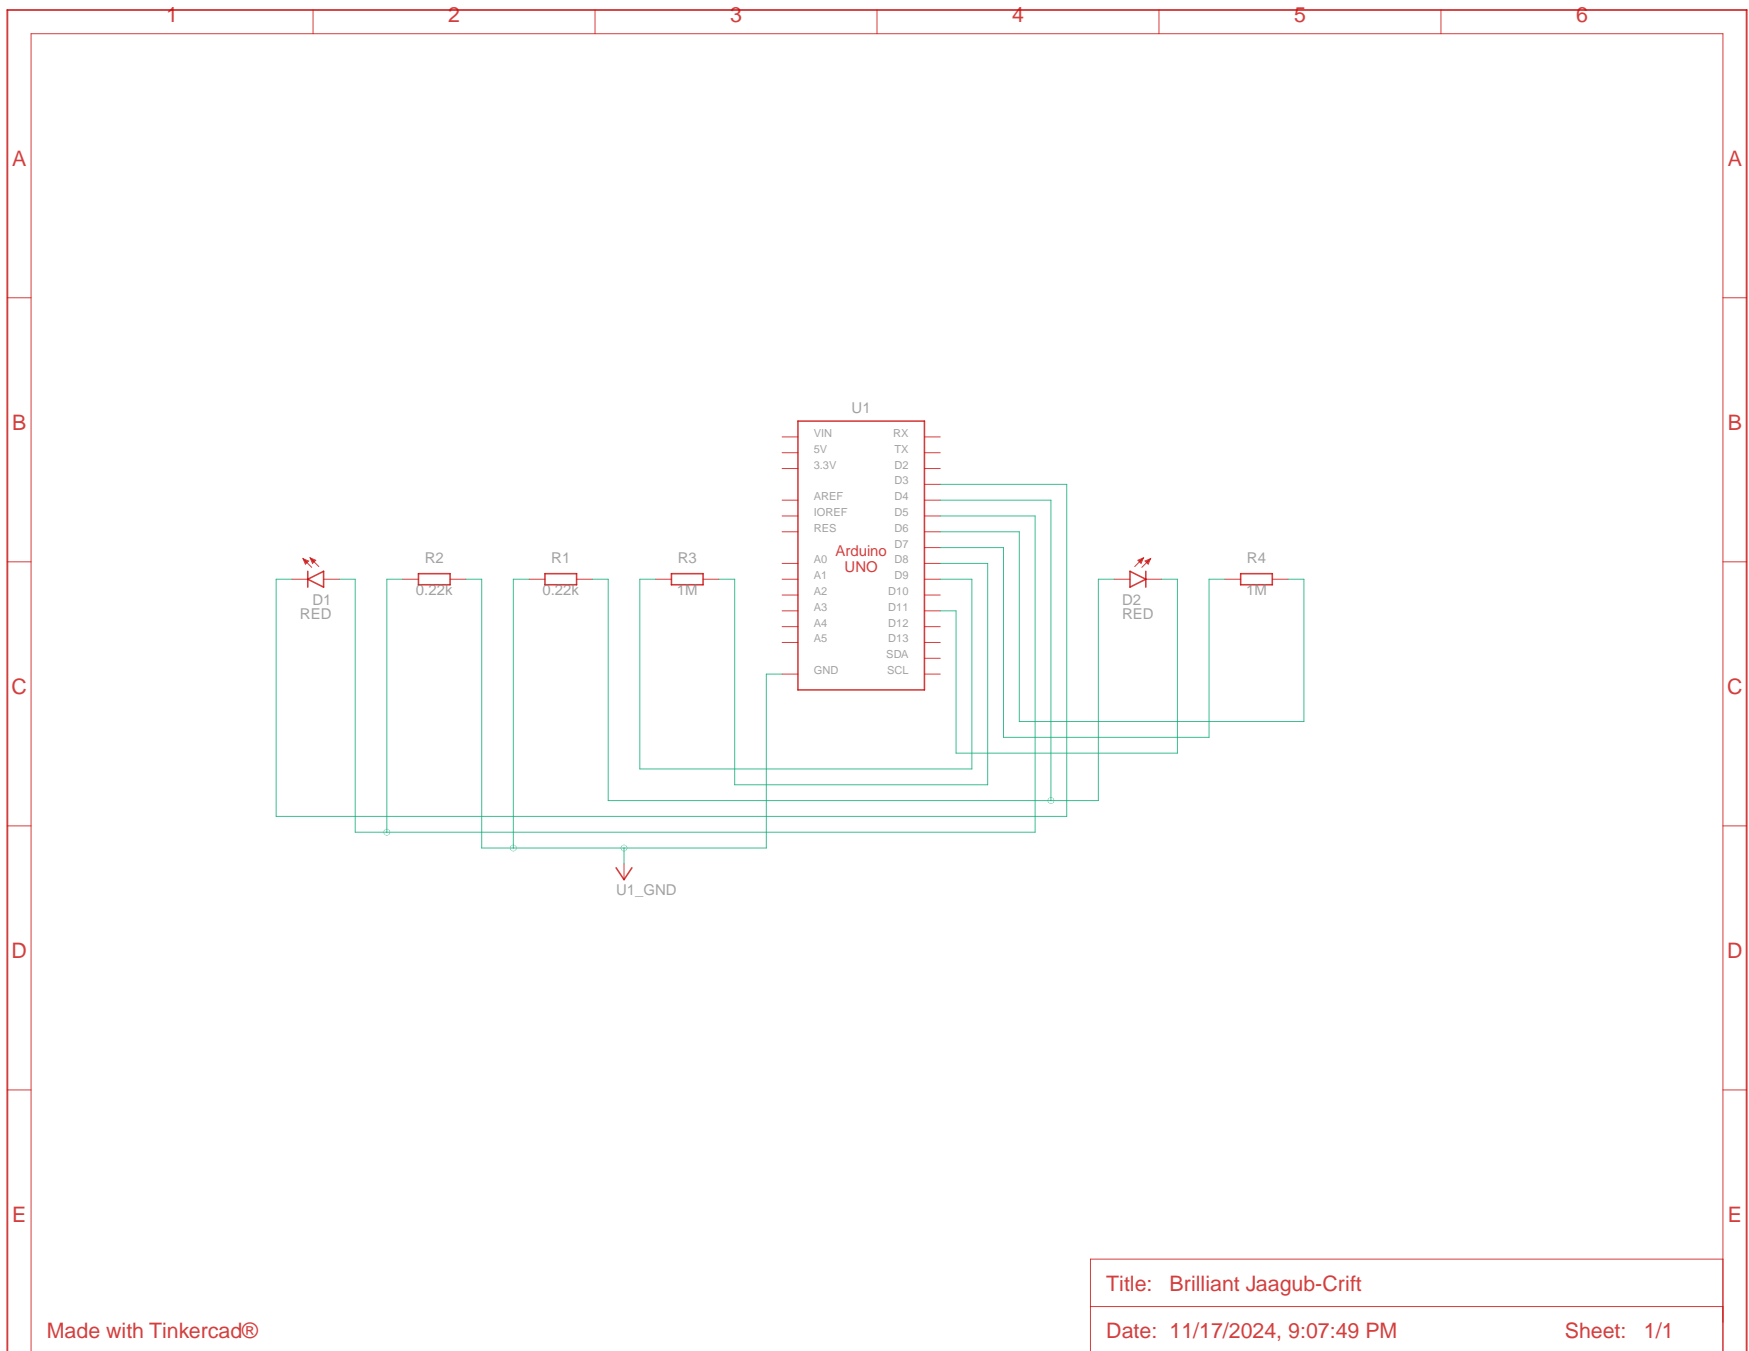 1 2 3 4 5 6
A A
B B
C C
D D
E E
U1
VIN RX
5V TX
3.3V D2
D3
AREF D4
IOREF D5
RES D6
D7
A0 D8
A1 D9
A2 D10
A3 D11
A4 D12
A5 D13
SDA
GND SCL
Arduino
UNO
D1
RED
R2
0.22k
R1
0.22k
R3
1M
D2
RED
R4
1M
U1_GND
Title: Brilliant Jaagub-Crift
Made with Tinkercad®
Date: 11/17/2024, 9:07:49 PM Sheet: 1/1